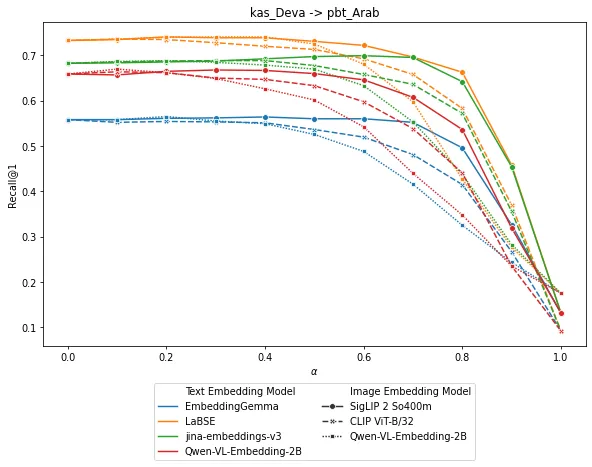 kas_Deva -> pbt_Arab
Recall@1
0.7
0.6
0.5
0.4
0.3
0.2
0.1
0.0 0.2 0.4 0.6 0.8 1.0
α
Text Embedding Model Image Embedding Model
EmbeddingGemma SigLIP 2 So400m
LaBSE CLIP ViT-B/32
jina-embeddings-v3 Qwen-VL-Embedding-2B
Qwen-VL-Embedding-2B